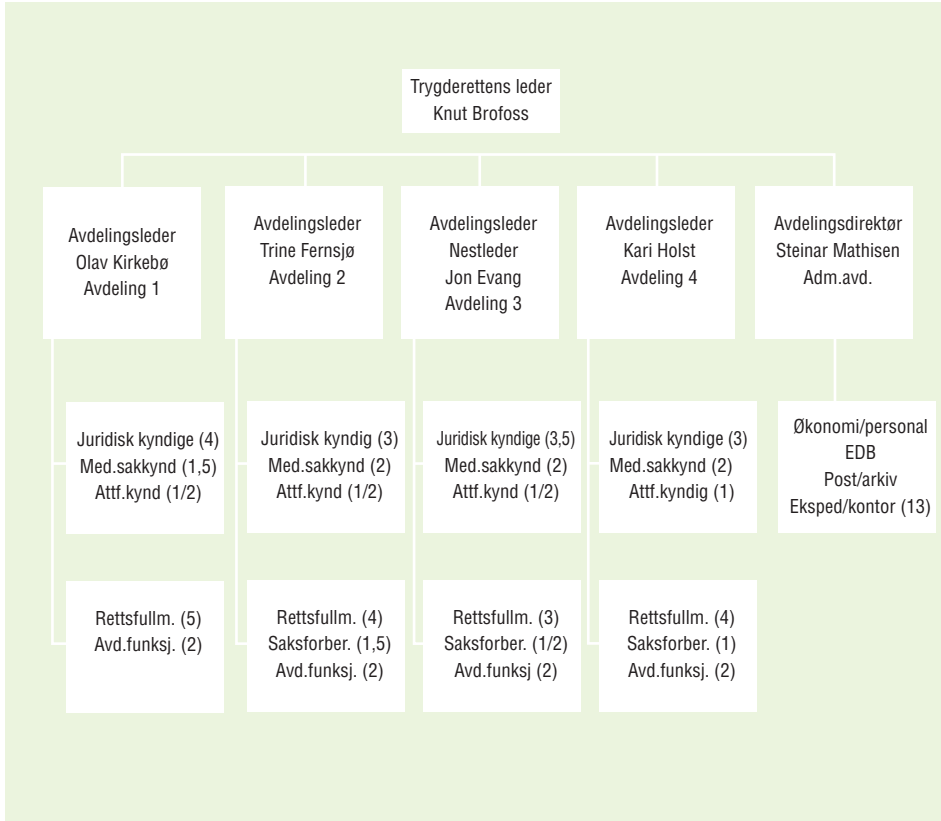 Trygderettens leder
Knut Brofoss
Avdelingsleder
Olav Kirkebø
Avdeling 1
Avdelingsleder
Trine Fernsjø
Avdeling 2
Avdelingsleder
Nestleder
Jon Evang
Avdeling 3
Avdelingsleder
Kari Holst
Avdeling 4
Avdelingsdirektør
Steinar Mathisen
Adm.avd.
Juridisk kyndige (4)
Med.sakkynd (1,5)
Attf.kynd (1/2)
Juridisk kyndig (3)
Med.sakkynd (2)
Attf.kynd (1/2)
Juridisk kyndige (3,5)
Med.sakkynd (2)
Attf.kynd (1/2)
Juridisk kyndige (3)
Med.sakkynd (2)
Attf.kyndig (1)
Økonomi/personal
EDB
Post/arkiv
Eksped/kontor (13)
Rettsfullm. (5)
Avd.funksj. (2)
Rettsfullm. (4)
Saksforber. (1,5)
Avd.funksj. (2)
Rettsfullm. (3)
Saksforber. (1/2)
Avd.funksj (2)
Rettsfullm. (4)
Saksforber. (1)
Avd.funksj. (2)